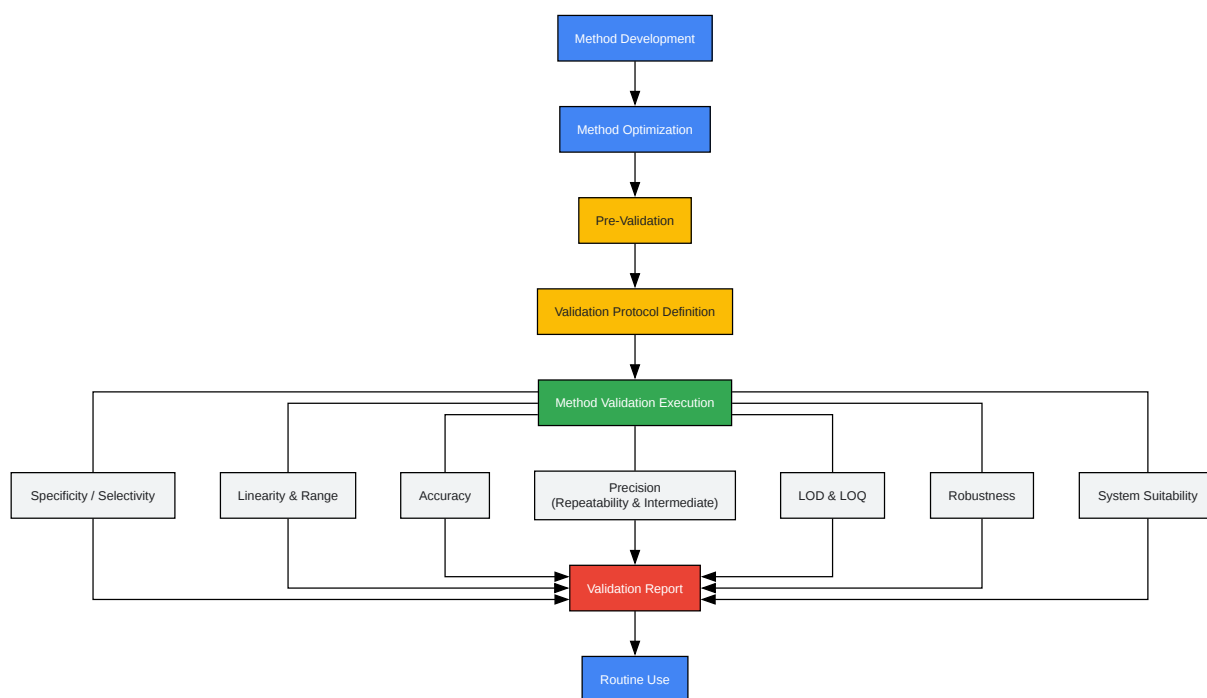 Method Development
Method Optimization
Pre-Validation
Validation Protocol Definition
Method Validation Execution
Specificity / Selectivity
Linearity & Range
Accuracy
Precision
(Repeatability & Intermediate)
LOD & LOQ
Robustness
System Suitability
Validation Report
Routine Use